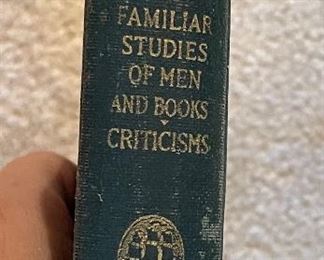 FAMILIAR
STUDIES
OF MEN
AND BOOKS
CRITICISMS